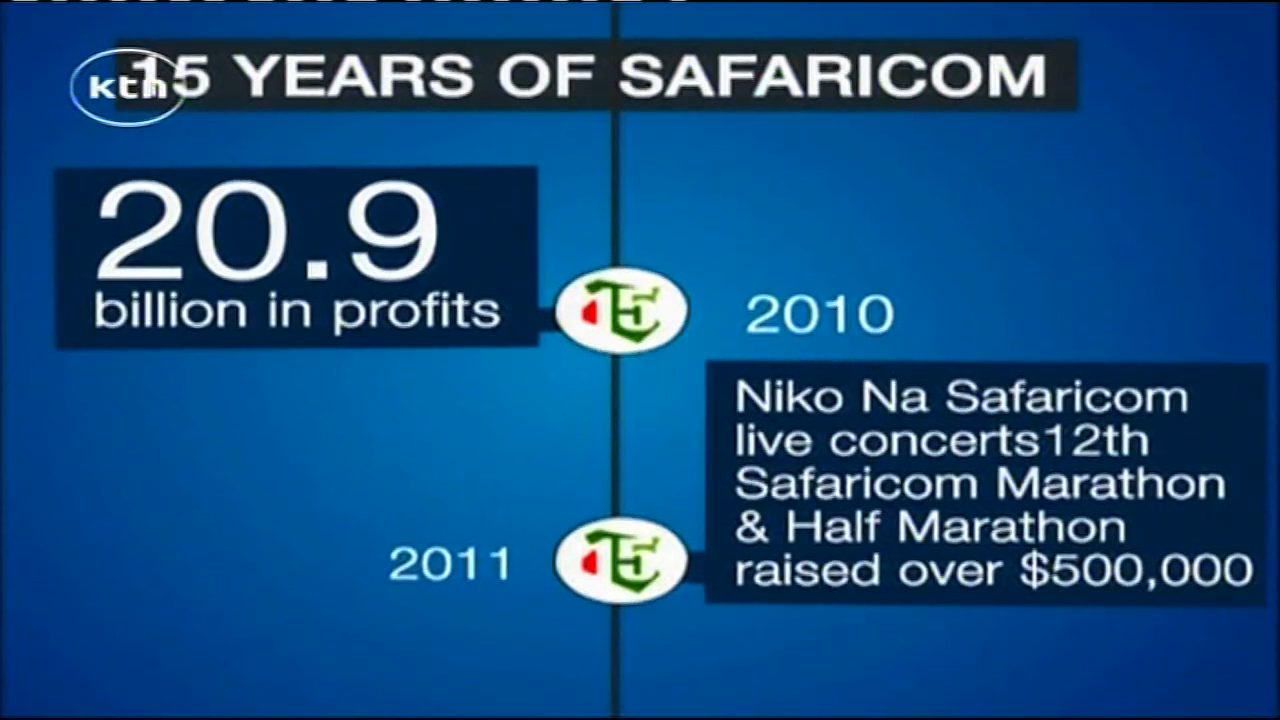 15 YEARS OF SAFARICOM
ktn
20.9
billion in profits
2010
Niko Na Safaricom
live concerts12th
Safaricom Marathon
& Half Marathon
raised over $500,000
2011